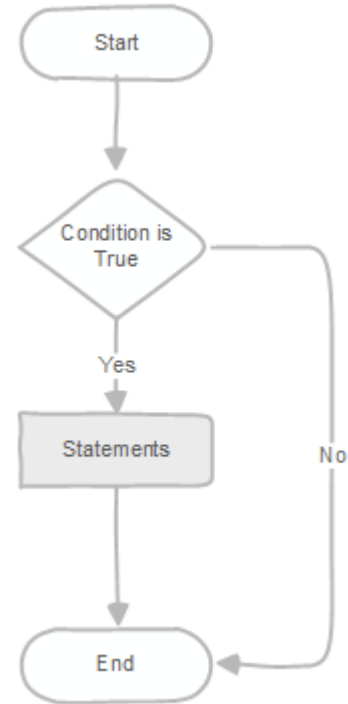 Start
Condition is
True
Yes
Statements
No
End